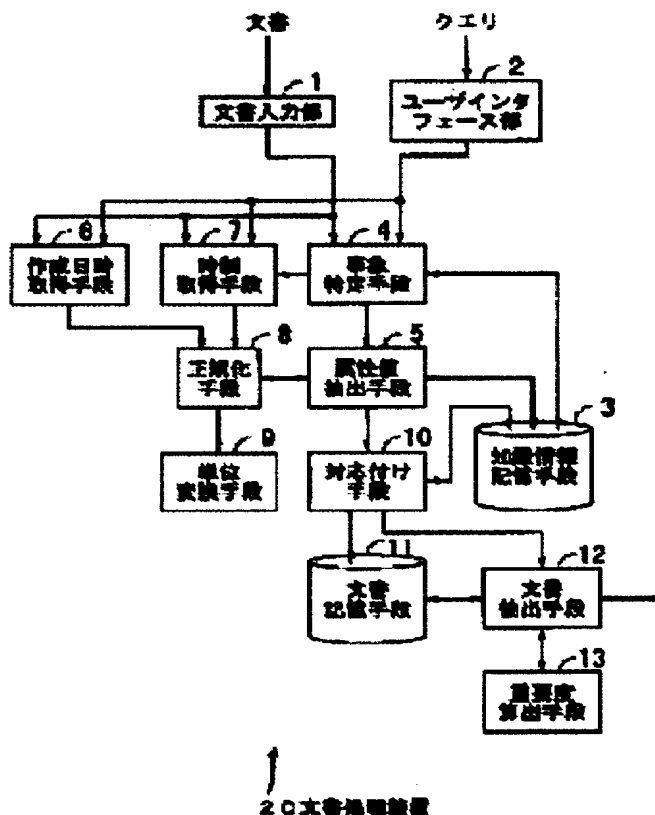 文書
クエリ
1
2
文書入力部
ユーザインタ
フェース部
6
7
4
作成日時
取得手段
時制
取得手段
事象
特定手段
8
5
正規化
手段
属性値
抽出手段
3
知識情報
記憶手段
9
10
単位
変換手段
対応付け
手段
11
12
文書
記憶手段
文書
抽出手段
13
重要度
算出手段
2C文書処理装置